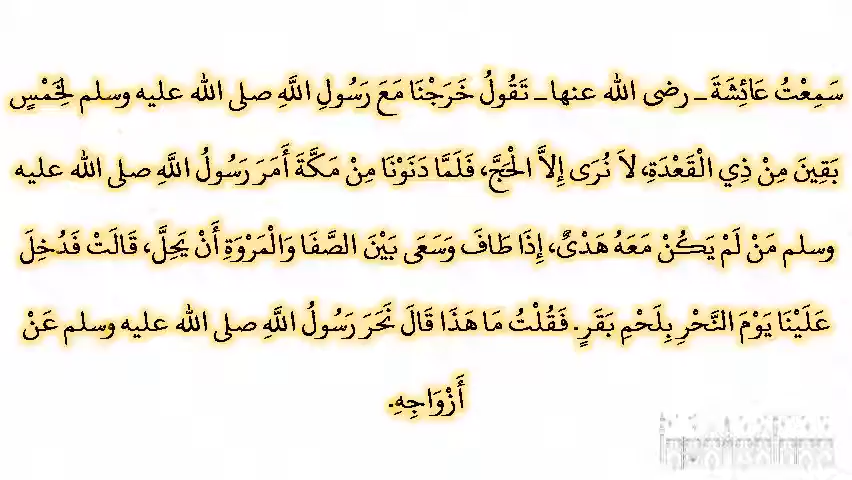 سَمِعْتُ عَائِشَةَ ـ رضى الله عنها ـ تَقُولُ خَرَجْنَا مَعَ رَسُولِ اللَّهِ صلى الله عليه وسلم لِخَمْسٍ
بَقِينَ مِنْ ذِي الْقَعْدَةِ، لاَ نُرَى إِلاَّ الْحَجَّ، فَلَمَّا دَنَوْنَا مِنْ مَكَّةَ أَمَرَ رَسُولُ اللَّهِ صلى الله عليه
وسلم مَنْ لَمْ يَكُنْ مَعَهُ هَدْىٌ، إِذَا طَافَ وَسَعَى بَيْنَ الصَّفَا وَالْمَرْوَةِ أَنْ يَحِلَّ، قَالَتْ فَدُخِلَ
عَلَيْنَا يَوْمَ النَّحْرِ بِلَحْمِ بَقَرٍ. فَقُلْتُ مَا هَذَا قَالَ نَحَرَ رَسُولُ اللَّهِ صلى الله عليه وسلم عَنْ
أَزْوَاجِهِ.